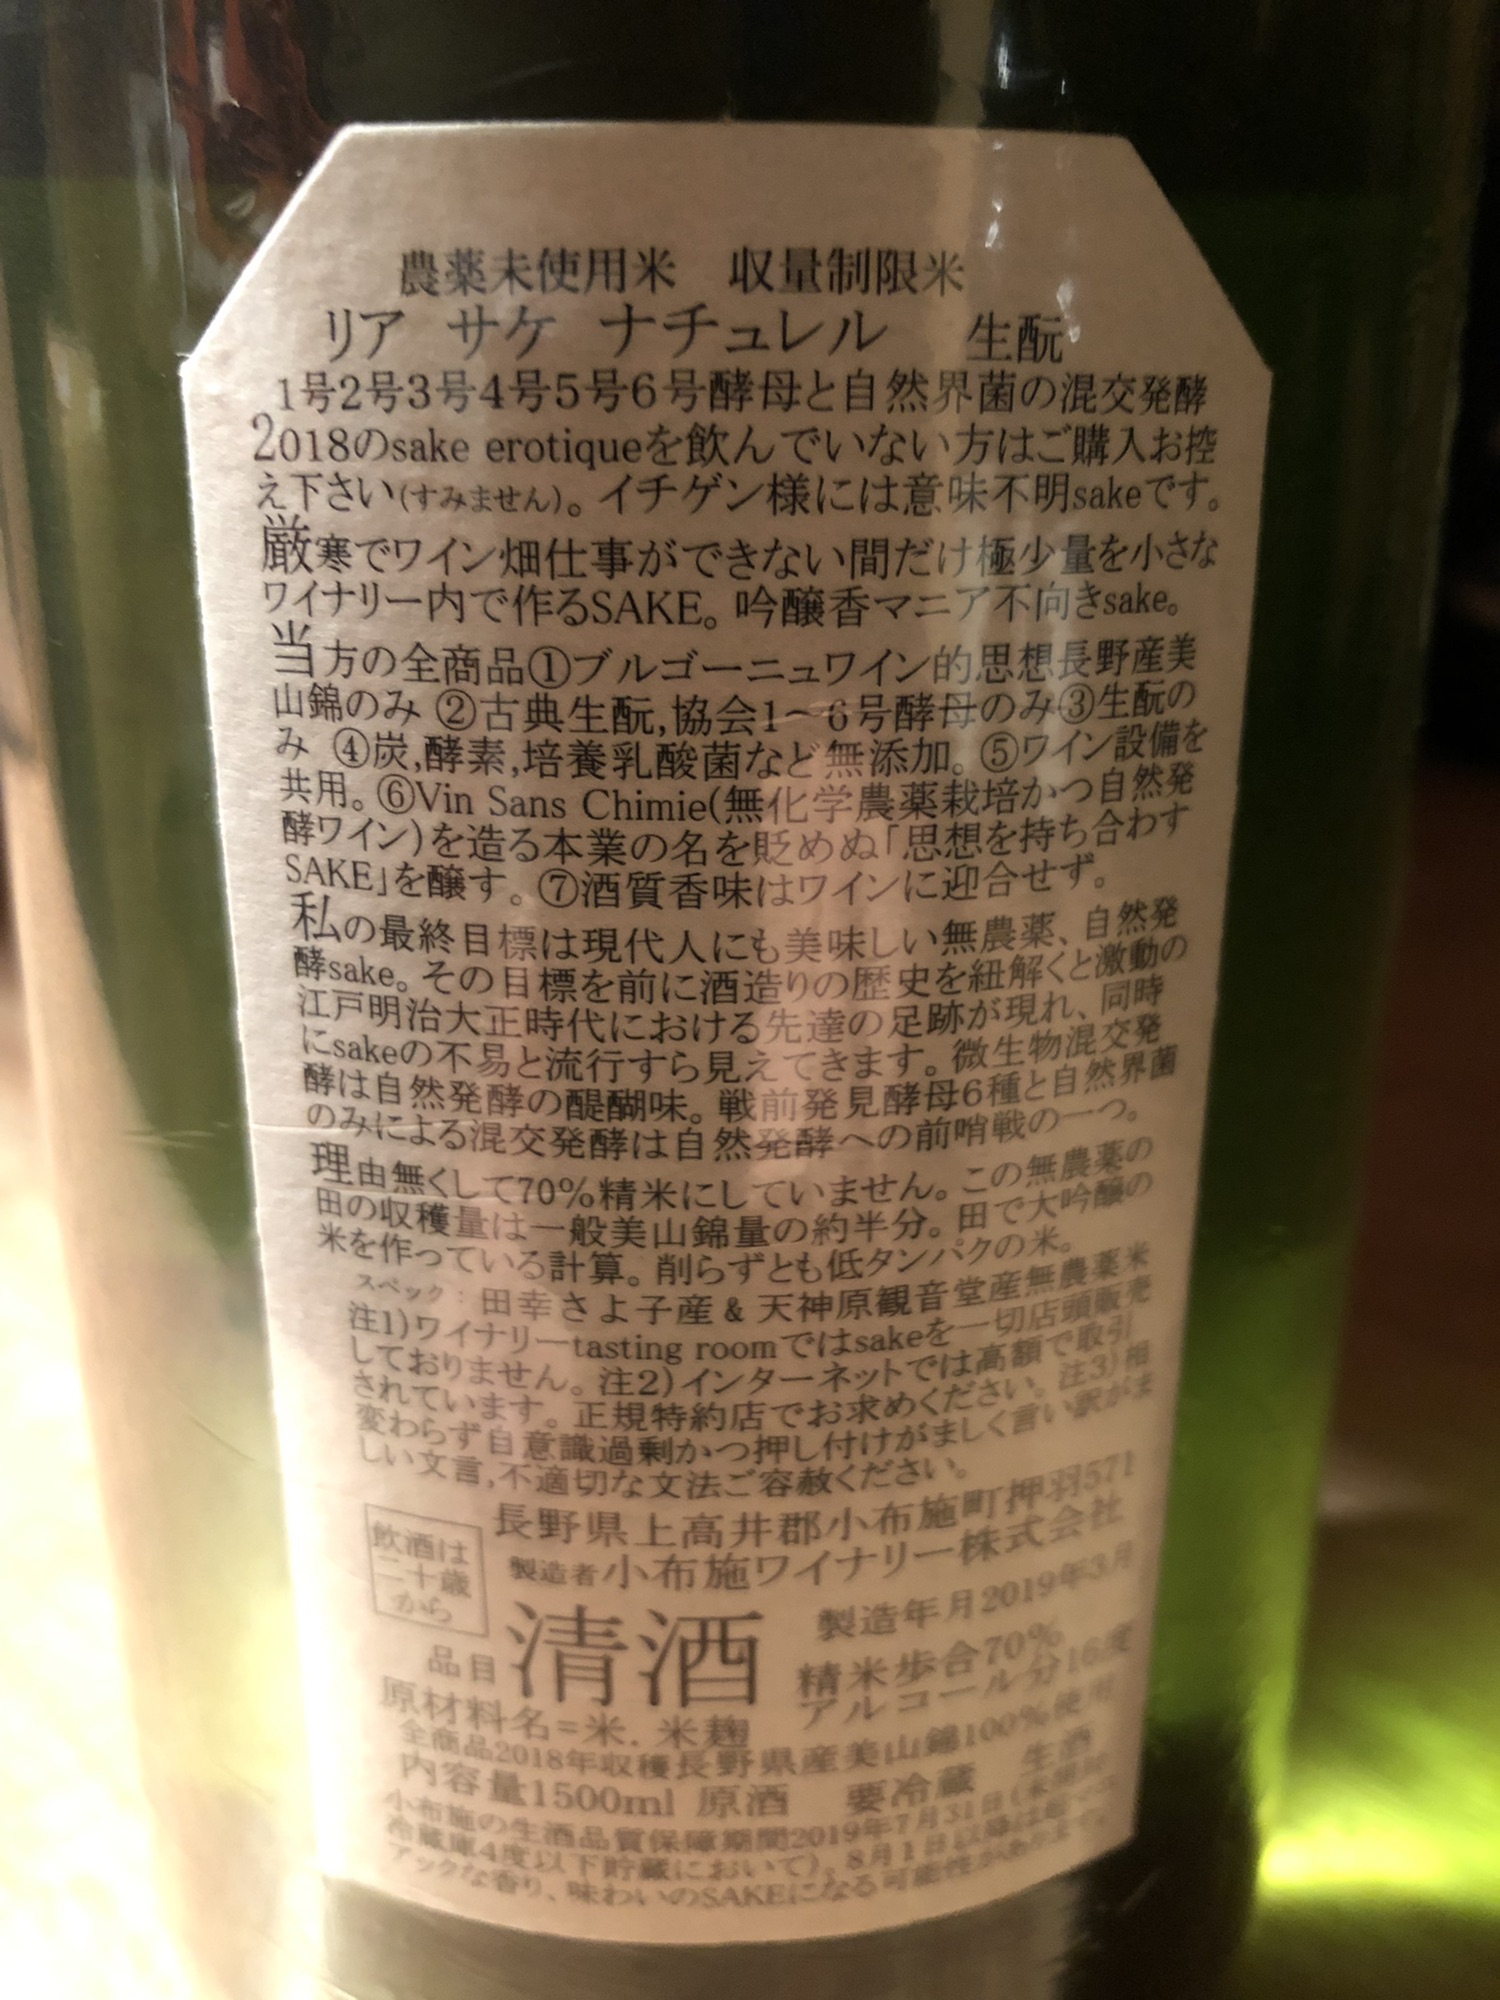 農薬未使用米　収量制限米
リア　サケ　ナチュレル　生酛
1号2号3号4号5号6号酵母と自然界菌の混交発酵
2018のsake erotiqueを飲んでいない方はご購入お控
え下さい(すみません)。イチゲン様には意味不明sakeです。
厳寒でワイン畑仕事ができない間だけ極少量を小さな
ワイナリー内で作るSAKE。吟醸香マニア不向きsake。
当方の全商品①ブルゴーニュワイン的思想長野産美
山錦のみ ②古典生酛,協会1～6号酵母のみ③生酛の
み ④炭,酵素,培養乳酸菌など無添加。⑤ワイン設備を
共用。⑥Vin Sans Chimie(無化学農薬栽培かつ自然発
酵ワイン)を造る本業の名を貶めぬ「思想を持ち合わす
SAKE」を醸す。⑦酒質香味はワインに迎合せず。
私の最終目標は現代人にも美味しい無農薬、自然発
酵sake。その目標を前に酒造りの歴史を紐解くと激動の
江戸明治大正時代における先達の足跡が現れ、同時
にsakeの不易と流行すら見えてきます。微生物混交発
酵は自然発酵の醍醐味。戦前発見酵母6種と自然界菌
のみによる混交発酵は自然発酵への前哨戦の一つ。
理由無くして70%精米にしていません。この無農薬の
田の収穫量は一般美山錦量の約半分。田で大吟醸の
米を作っている計算。削らずとも低タンパクの米。
スペック：田幸さよ子産 & 天神原観音堂産無農薬米
注1)ワイナリーtasting roomではsakeを一切店頭販売
しておりません。注2)インターネットでは高額で取引
されています。正規特約店でお求めください。注3)相
変わらず自意識過剰かつ押し付けがましく言い訳がま
しい文言,不適切な文法ご容赦ください。
長野県上高井郡小布施町押羽571
製造者小布施ワイナリー株式会社
飲酒は
二十歳
から
品目 清酒 製造年月2019年3月
精米歩合70%
アルコール分16度
原材料名=米.米麹
全商品2018年収穫長野県産美山錦100%使用
内容量1500ml 原酒　要冷蔵　生酒
小布施の生酒品質保障期間2019年7月31日(未開封
冷蔵庫4度以下貯蔵において)。8月1日以降は
アックな香り、味わいのSAKEになる可能性があります。